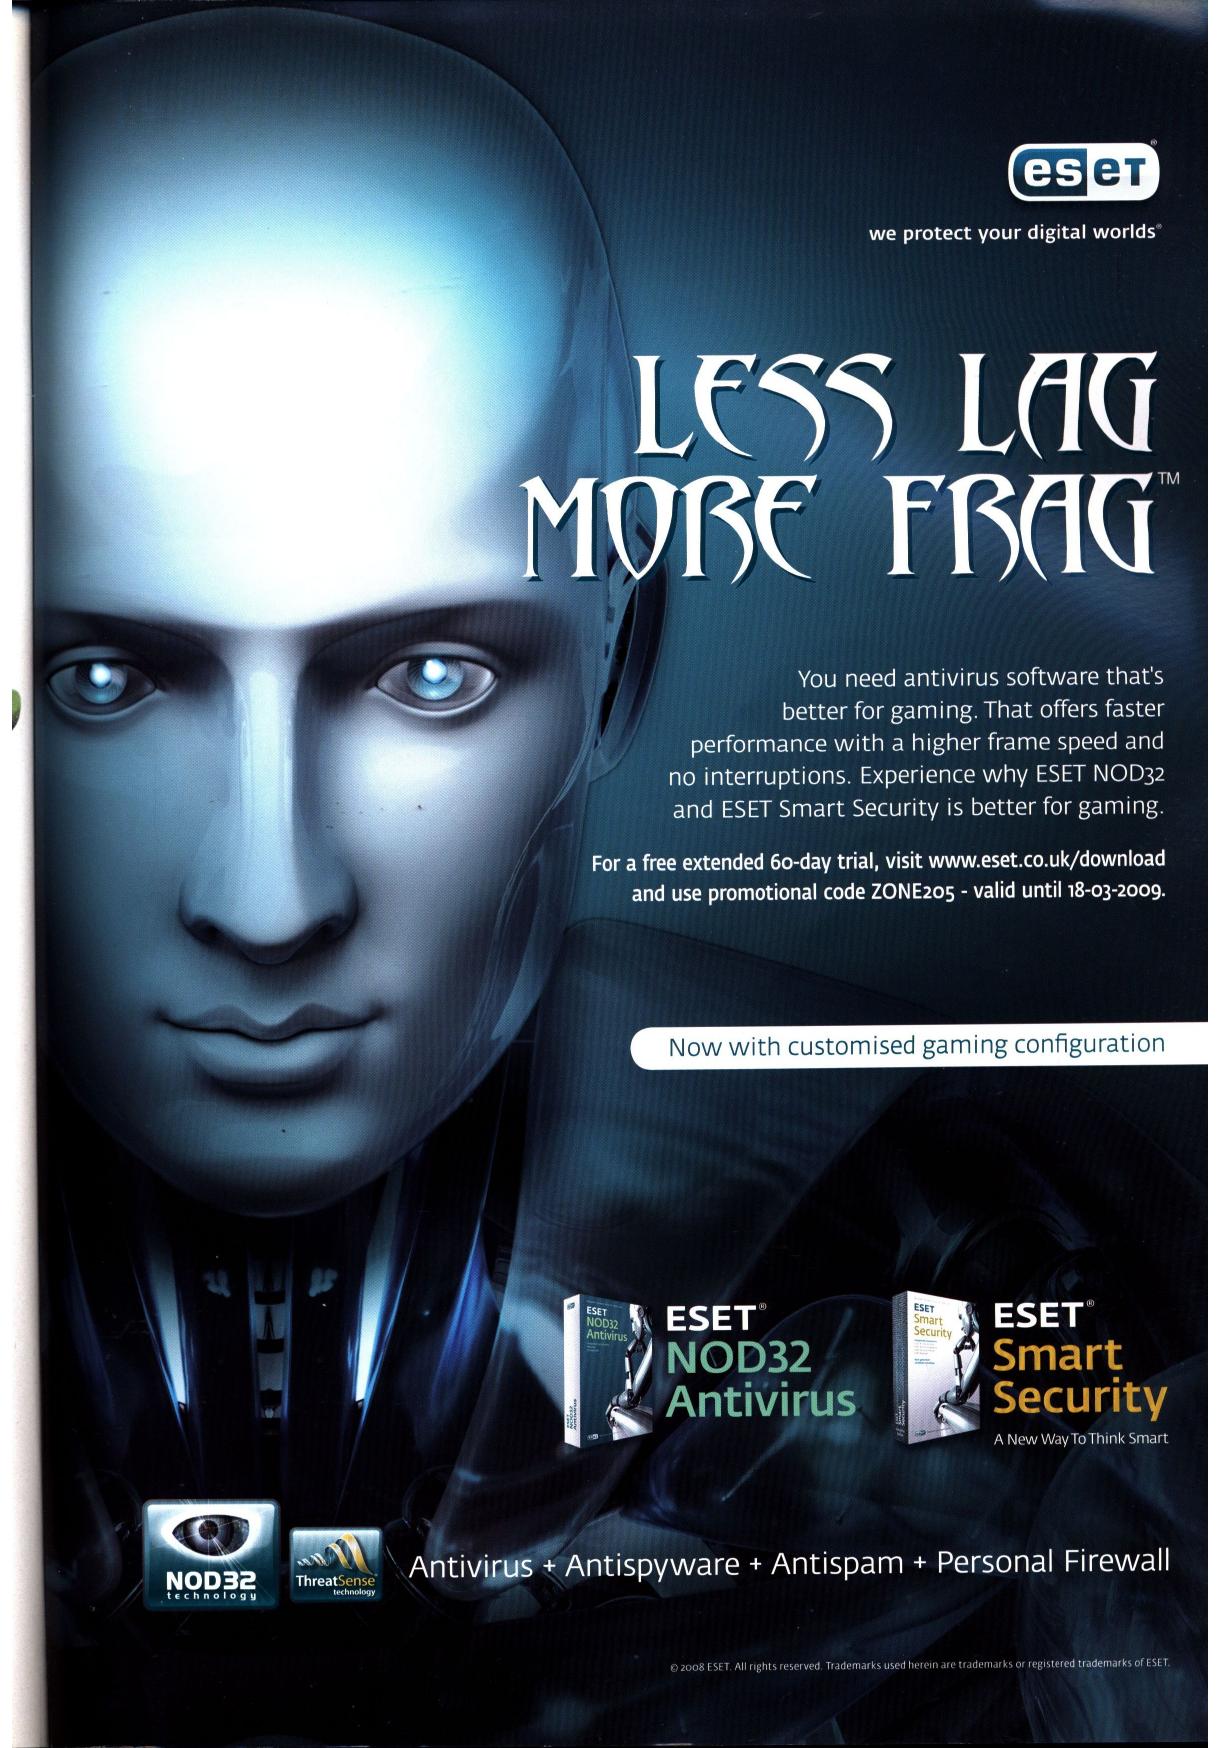 eset®
we protect your digital worlds®
LESS LAG
MORE FRAG™
You need antivirus software that's
better for gaming. That offers faster
performance with a higher frame speed and
no interruptions. Experience why ESET NOD32
and ESET Smart Security is better for gaming.
For a free extended 60-day trial, visit www.eset.co.uk/download
and use promotional code ZONE205 - valid until 18-03-2009.
Now with customised gaming configuration
ESET
NOD32
Antivirus
ESET®
NOD32
Antivirus
ESET
Smart
Security
ESET®
Smart
Security
A New Way To Think Smart
NOD32
technology
ThreatSense
technology
Antivirus + Antispyware + Antispam + Personal Firewall
© 2008 ESET. All rights reserved. Trademarks used herein are trademarks or registered trademarks of ESET.